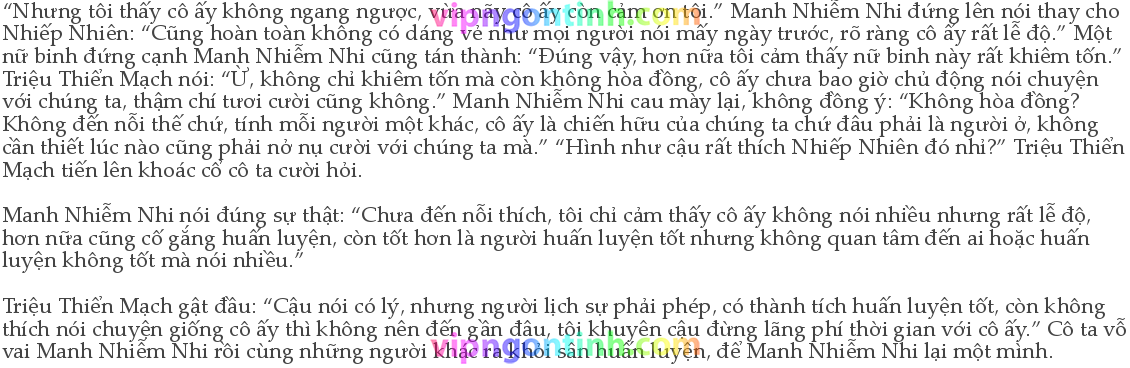 “Nhưng tôi thấy cô ấy không ngang ngược, vừa nãy cô ấy còn cảm ơn tôi.” Manh Nhiễm Nhi đứng lên nói thay cho
Nhiếp Nhiên: “Cũng hoàn toàn không có dáng vẻ như mọi người nói mấy ngày trước, rõ ràng cô ấy rất lễ độ.” Một
nữ binh đứng cạnh Manh Nhiễm Nhi cũng tán thành: “Đúng vậy, hơn nữa tôi cảm thấy nữ binh này rất khiêm tốn.”
Triệu Thiển Mạch nói: “Ừ, không chỉ khiêm tốn mà còn không hòa đồng, cô ấy chưa bao giờ chủ động nói chuyện
với chúng ta, thậm chí tươi cười cũng không.” Manh Nhiễm Nhi cau mày lại, không đồng ý: “Không hòa đồng?
Không đến nỗi thế chứ, tính mỗi người một khác, cô ấy là chiến hữu của chúng ta chứ đâu phải là người ở, không
cần thiết lúc nào cũng phải nở nụ cười với chúng ta mà.” “Hình như cậu rất thích Nhiếp Nhiên đó nhỉ?” Triệu Thiển
Mạch tiến lên khoác cổ cô ta cười hỏi.
Manh Nhiễm Nhi nói đúng sự thật: “Chưa đến nỗi thích, tôi chỉ cảm thấy cô ấy không nói nhiều nhưng rất lễ độ,
hơn nữa cũng cố gắng huấn luyện, còn tốt hơn là người huấn luyện tốt nhưng không quan tâm đến ai hoặc huấn
luyện không tốt mà nói nhiều.”
Triệu Thiển Mạch gật đầu: “Cậu nói có lý, nhưng người lịch sự phải phép, có thành tích huấn luyện tốt, còn không
thích nói chuyện giống cô ấy thì không nên đến gần đâu, tôi khuyên cậu đừng lãng phí thời gian với cô ấy.” Cô ta vỗ
vai Manh Nhiễm Nhi rồi cùng những người khác ra khỏi sân huấn luyện, để Manh Nhiễm Nhi lại một mình.
vipngontinh.com
vipngontinh.com